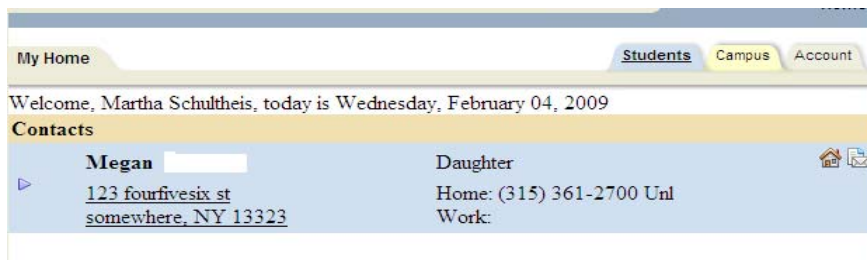 My Home
Students Campus Account
Welcome, Martha Schultheis, today is Wednesday, February 04, 2009
Contacts
Megan Daughter
123 fourfivesix st Home: (315) 361-2700 Unl
somewhere, NY 13323 Work: